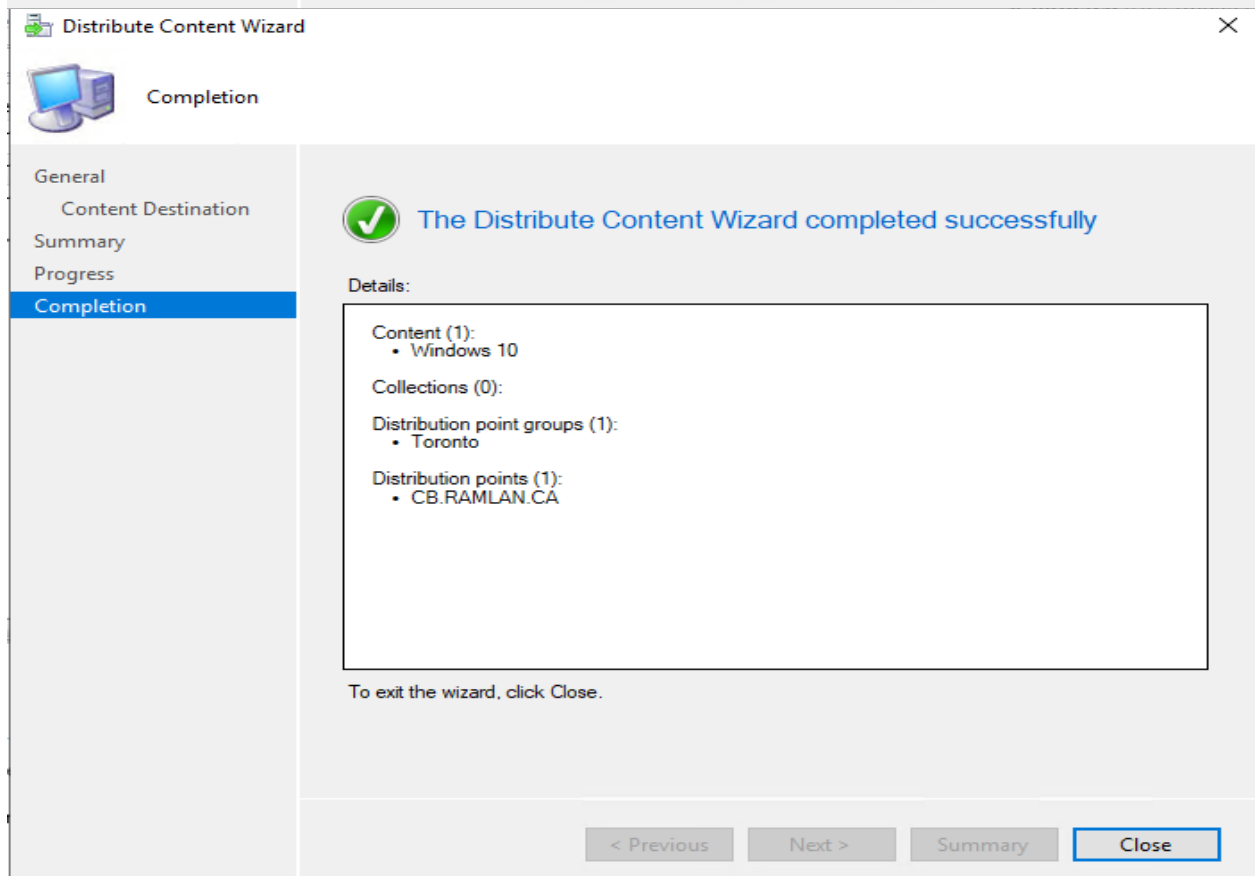 Distribute Content Wizard
Completion
General
Content Destination
Summary
Progress
Completion
The Distribute Content Wizard completed successfully
Details:
Content (1):
• Windows 10
Collections (0):
Distribution point groups (1):
• Toronto
Distribution points (1):
• CB.RAMLAN.CA
To exit the wizard, click Close.
< Previous
Next >
Summary
Close